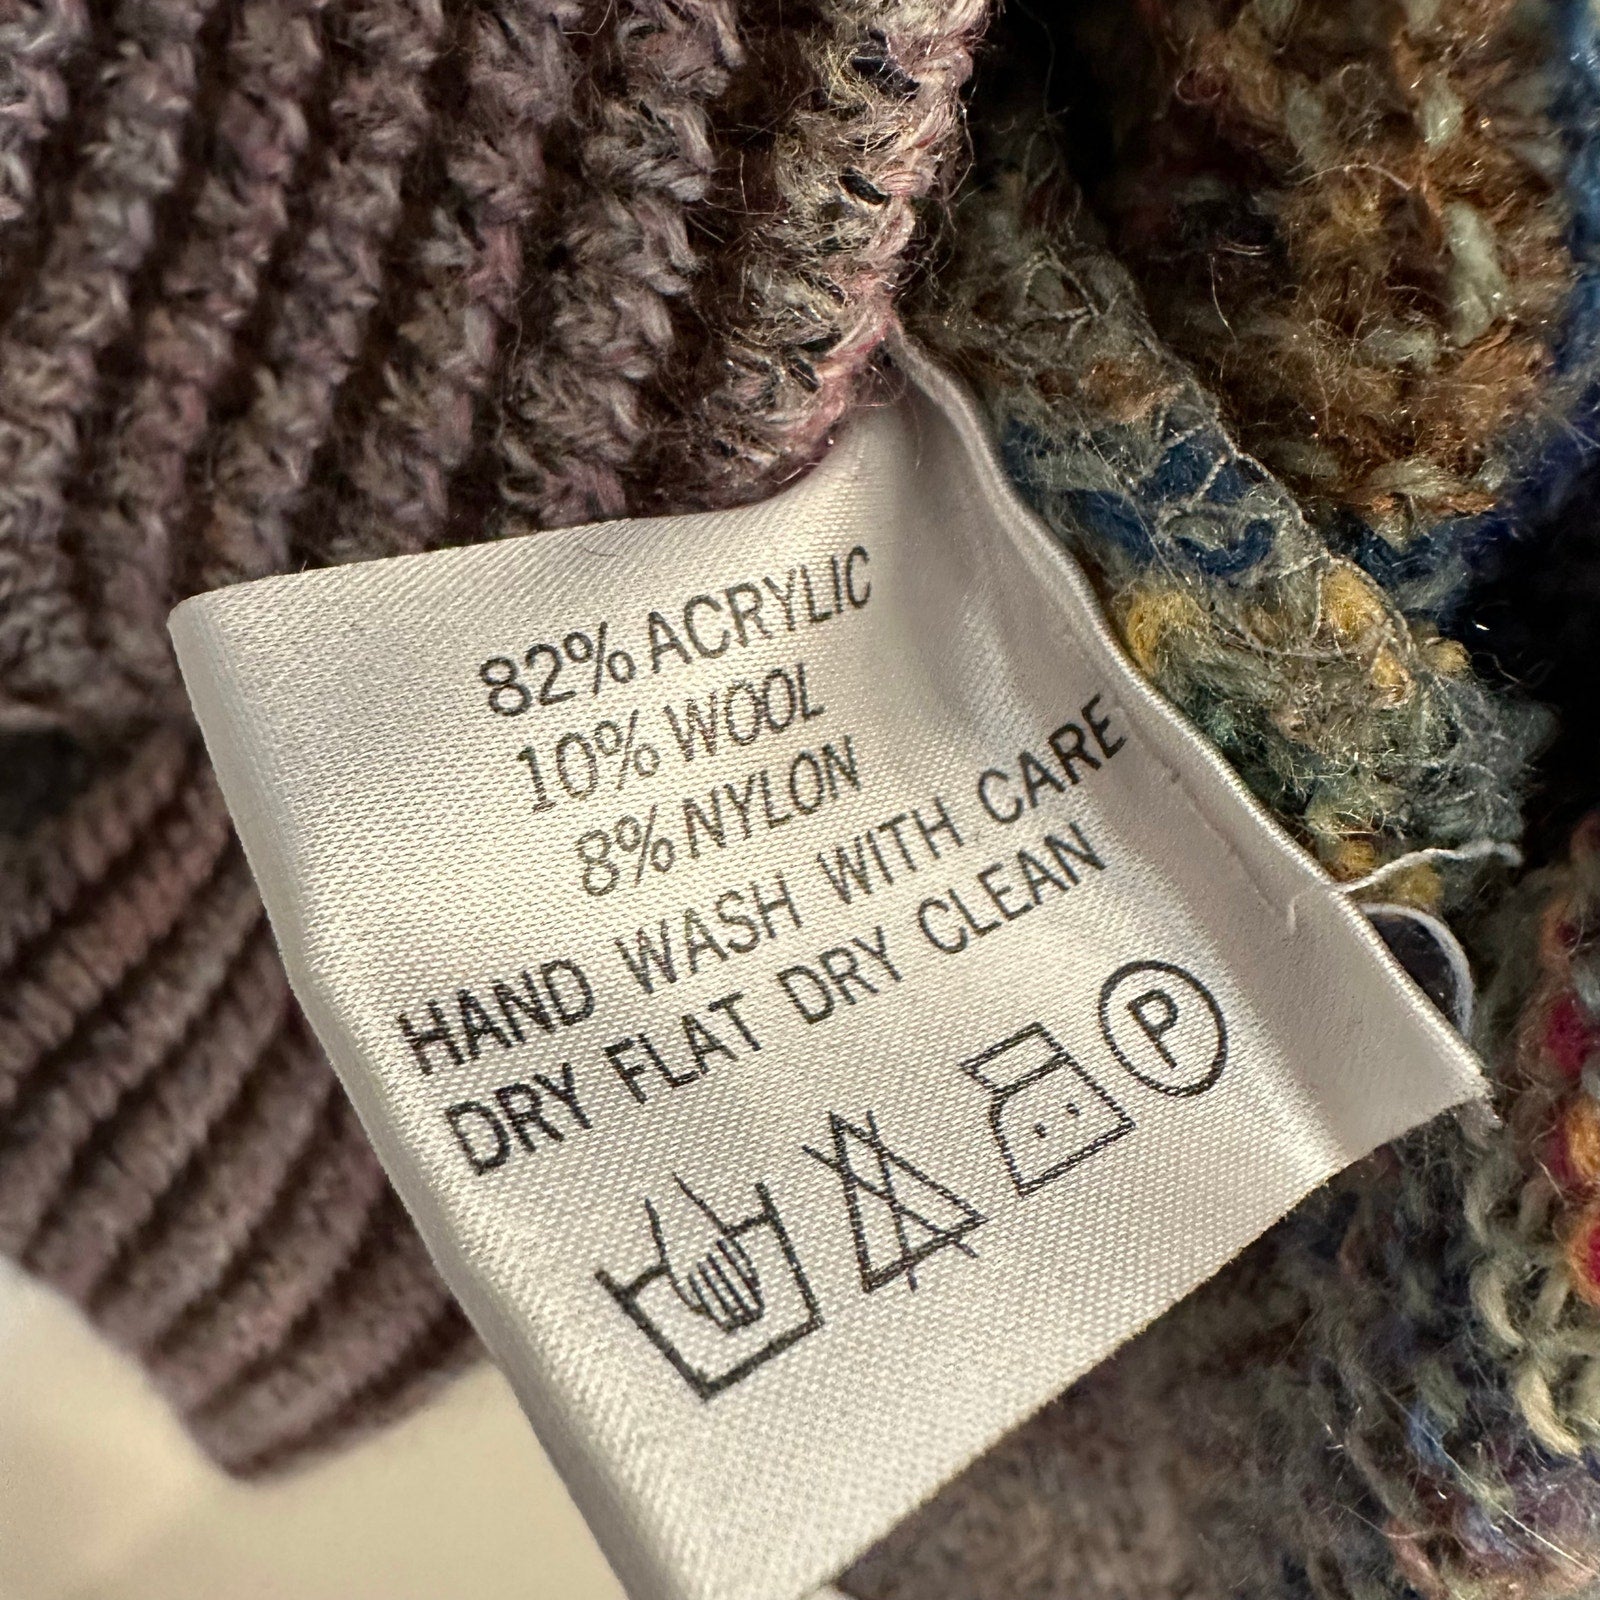 82% ACRYLIC
10% WOOL
8% NYLON
HAND WASH WITH CARE
DRY FLAT DRY CLEAN
P